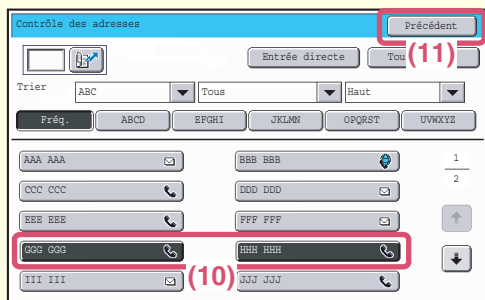 Contrôle des adresses Précédent
Entrée directe Tou (11)
Trier ABC Tous Haut
Fréq. ABCD EFGHI JKLMN OPQRST UVWXYZ
AAA AAA BBB BBB 1
CCC CCC DDD DDD 2
EEE EEE FFF FFF
GGG GGG HHH HHH
III III (10) JJJ JJJ